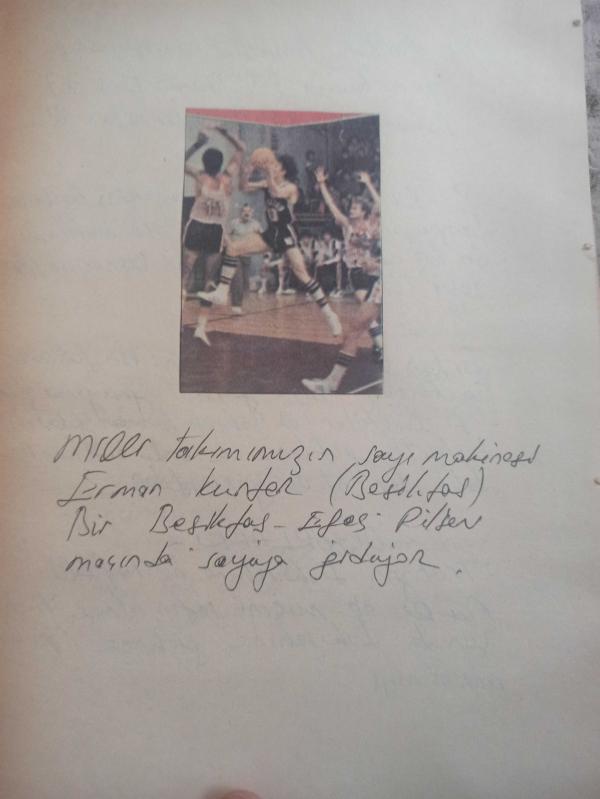 Milli takımımızın sayı makinesi
Erman Kunter (Beşiktaş)
Bir Beşiktaş - Efes Pilsen
maçında sayıya gidiyor.